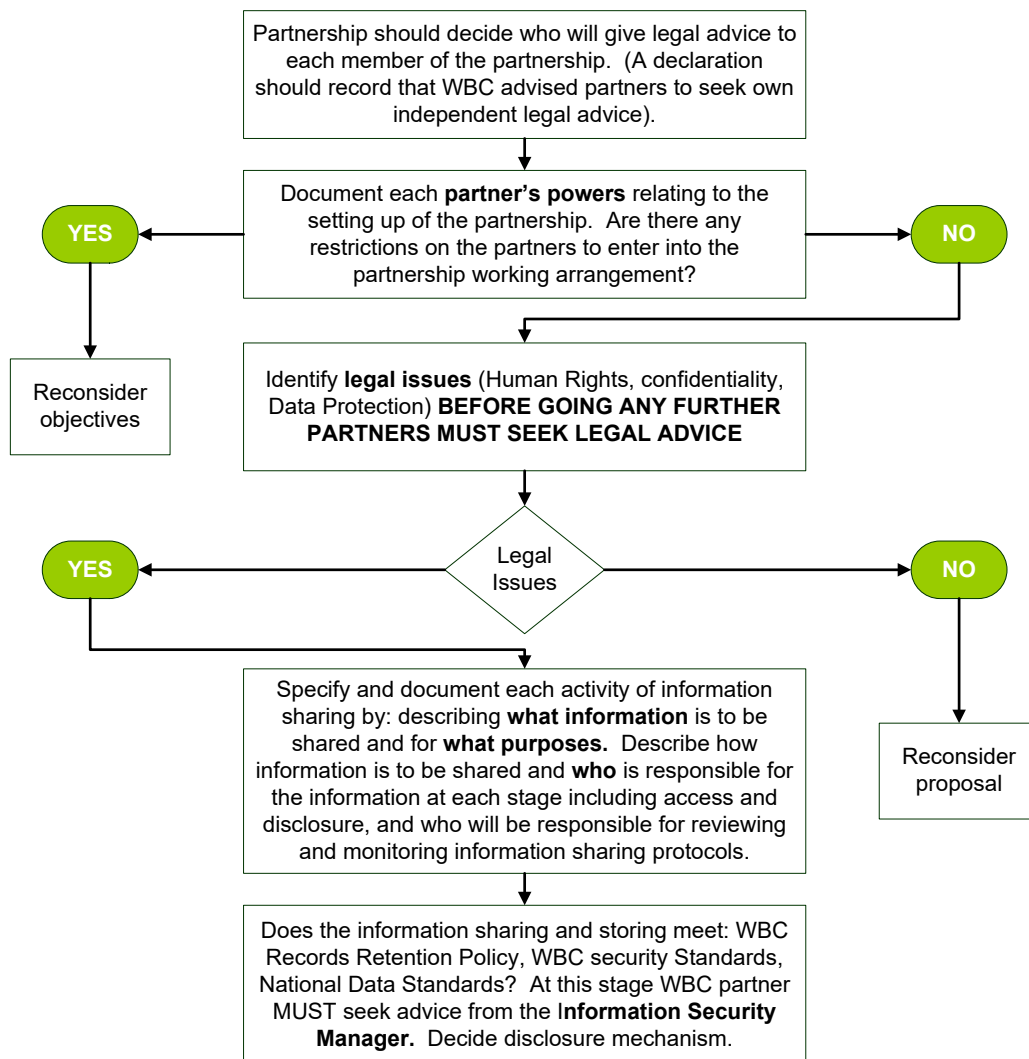 Partnership should decide who will give legal advice to
each member of the partnership.  (A declaration
should record that WBC advised partners to seek own
independent legal advice).
Document each partner’s powers relating to the
setting up of the partnership.  Are there any
restrictions on the partners to enter into the
partnership working arrangement?
YES
NO
Reconsider
objectives
Identify legal issues (Human Rights, confidentiality,
Data Protection) BEFORE GOING ANY FURTHER
PARTNERS MUST SEEK LEGAL ADVICE
YES
Legal
Issues
NO
Specify and document each activity of information
sharing by: describing what information is to be
shared and for what purposes.  Describe how
information is to be shared and who is responsible for
the information at each stage including access and
disclosure, and who will be responsible for reviewing
and monitoring information sharing protocols.
Reconsider
proposal
Does the information sharing and storing meet: WBC
Records Retention Policy, WBC security Standards,
National Data Standards?  At this stage WBC partner
MUST seek advice from the Information Security
Manager.  Decide disclosure mechanism.